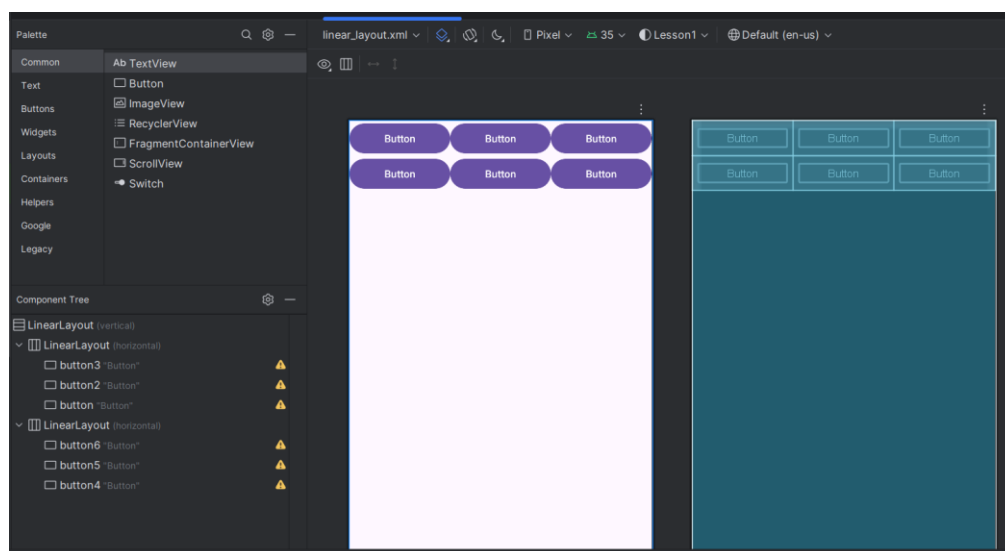 Palette
linear_layout.xml Pixel 35 Lesson1 Default (en-us)
Common
Text
Buttons
Widgets
Layouts
Containers
Helpers
Google
Legacy
Ab TextView
Button
ImageView
RecyclerView
FragmentContainerView
ScrollView
Switch
Component Tree
LinearLayout (vertical)
LinearLayout (horizontal)
button3 "Button"
button2 "Button"
button "Button"
LinearLayout (horizontal)
button6 "Button"
button5 "Button"
button4 "Button"
Button Button Button
Button Button Button
Button Button Button
Button Button Button